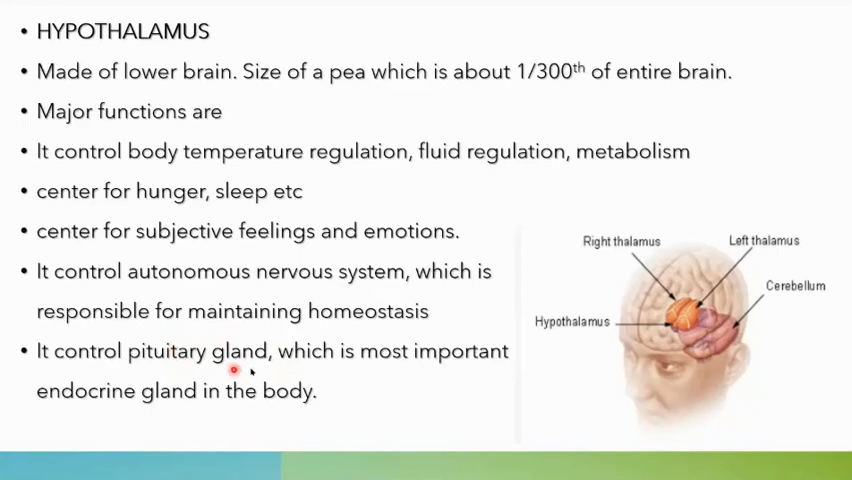 • HYPOTHALAMUS
• Made of lower brain. Size of a pea which is about 1/300th of entire brain.
• Major functions are
• It control body temperature regulation, fluid regulation, metabolism
• center for hunger, sleep etc
• center for subjective feelings and emotions.
• It control autonomous nervous system, which is
responsible for maintaining homeostasis
• It control pituitary gland, which is most important
endocrine gland in the body.
Right thalamus
Left thalamus
Cerebellum
Hypothalamus